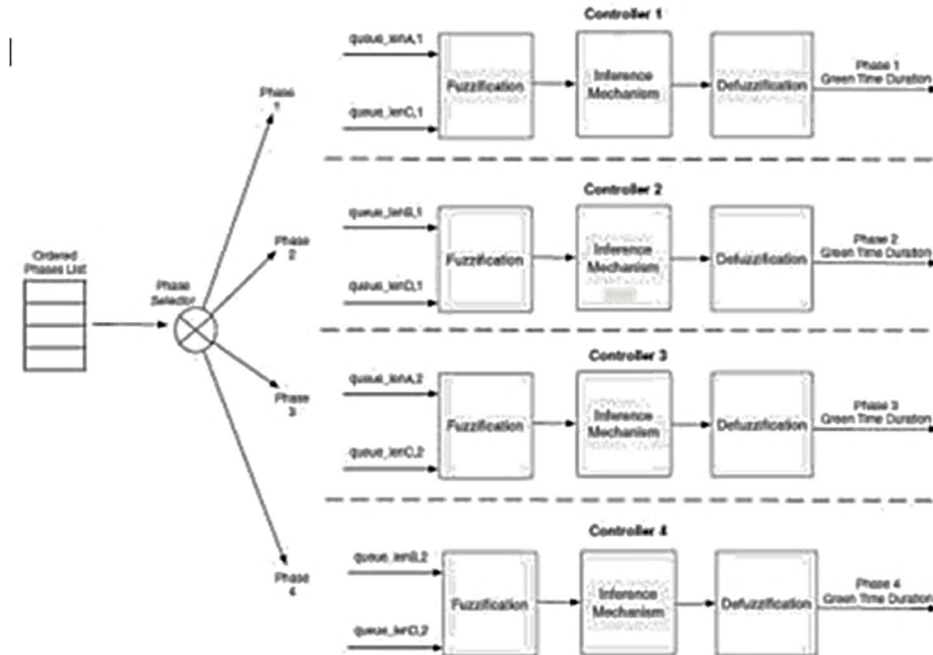 Controller 1
queue_lenA,1
queue_lenC,1
Fuzzification
Inference
Mechanism
Defuzzification
Phase 1
Green Time Duration
Phase
1
Controller 2
queue_lenB,1
queue_lenD,1
Fuzzification
Inference
Mechanism
Defuzzification
Phase 2
Green Time Duration
Phase
2
Ordered
Phases List
Phase
Selector
Controller 3
queue_lenA,2
queue_lenC,2
Fuzzification
Inference
Mechanism
Defuzzification
Phase 3
Green Time Duration
Phase
3
Controller 4
queue_lenB,2
queue_lenD,2
Fuzzification
Inference
Mechanism
Defuzzification
Phase 4
Green Time Duration
Phase
4